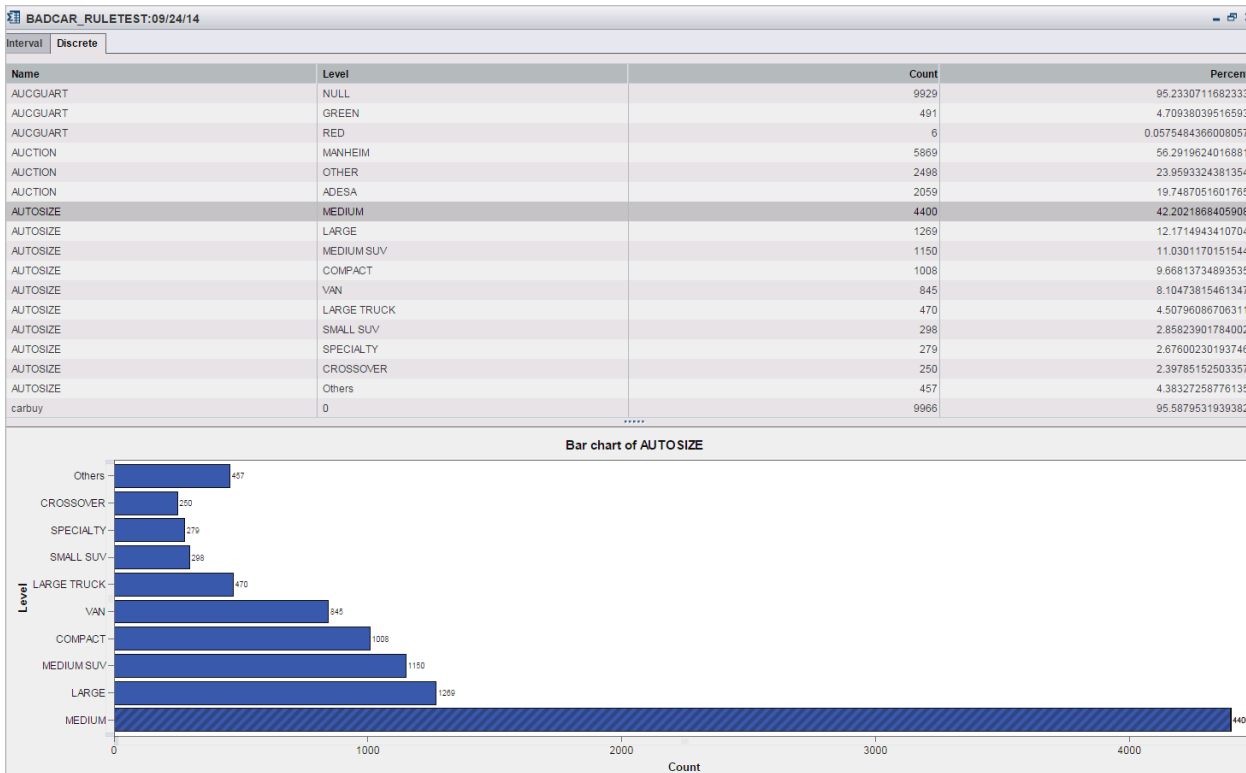 BADCAR_RULETEST:09/24/14
Interval Discrete
Name Level Count Percen
AUCGUART NULL 9929 95.2330711682333
AUCGUART GREEN 491 4.70938039516593
AUCGUART RED 6 0.0575484366008057
AUCTION MANHEIM 5869 56.2919624016881
AUCTION OTHER 2498 23.9593324381354
AUCTION ADESA 2059 19.7487051601765
AUTOSIZE MEDIUM 4400 42.2021868405908
AUTOSIZE LARGE 1269 12.1714943410704
AUTOSIZE MEDIUM SUV 1150 11.0301170151544
AUTOSIZE COMPACT 1008 9.66813734893535
AUTOSIZE VAN 845 8.10473815461347
AUTOSIZE LARGE TRUCK 470 4.50796086706311
AUTOSIZE SMALL SUV 298 2.85823901784002
AUTOSIZE SPECIALTY 279 2.67600230193746
AUTOSIZE CROSSOVER 250 2.39785152503357
AUTOSIZE Others 457 4.38327258776135
carbuy 0 9966 95.5879531939382
Bar chart of AUTOSIZE
Others 457
CROSSOVER 250
SPECIALTY 279
SMALL SUV 298
LARGE TRUCK 470
Level
VAN 845
COMPACT 1008
MEDIUM SUV 1150
LARGE 1269
MEDIUM 440
0 1000 2000 3000 4000
Count